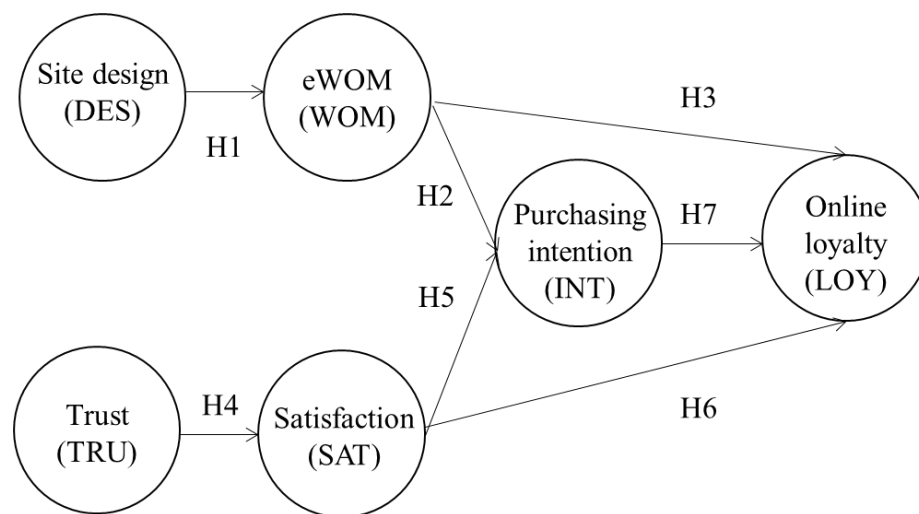 Site design
(DES)
H1
eWOM
(WOM)
H3
H2
Purchasing
intention
(INT)
H7
Online
loyalty
(LOY)
H5
Trust
(TRU)
H4
Satisfaction
(SAT)
H6